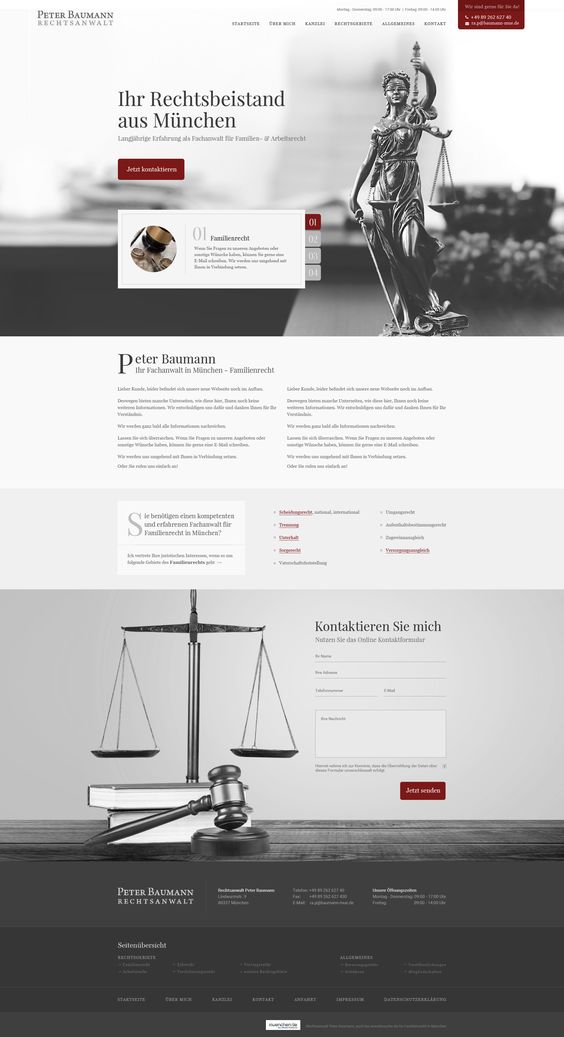 PETER BAUMANN
RECHTSANWALT
Montag - Donnerstag: 09:00 - 17:00 Uhr | Freitag: 09:00 - 14:00 Uhr
STARTSEITE ÜBER MICH KANZLEI RECHTSGEBIETE ALLGEMEINES KONTAKT
Wir sind gerne für Sie da!
+49 89 262 627 40
ra.p@baumann-mue.de
Ihr Rechtsbeistand
aus München
Langjährige Erfahrung als Fachanwalt für Familien- & Arbeitsrecht
Jetzt kontaktieren
01 Familienrecht
Wenn Sie Fragen zu unseren Angeboten oder
sonstige Wünsche haben, können Sie gerne eine
E-Mail schreiben. Wir werden uns umgehend mit
Ihnen in Verbindung setzen.
01
02
03
04
Peter Baumann
Ihr Fachanwalt in München - Familienrecht
Lieber Kunde, leider befindet sich unsere neue Webseite noch im Aufbau.
Deswegen bieten manche Unterseiten, wie diese hier, Ihnen noch keine
weiteren Informationen. Wir entschuldigen uns dafür und danken Ihnen für Ihr
Verständnis.
Wir werden ganz bald alle Informationen nachreichen.
Lassen Sie sich überraschen. Wenn Sie Fragen zu unseren Angeboten oder
sonstige Wünsche haben, können Sie gerne eine E-Mail schreiben.
Wir werden uns umgehend mit Ihnen in Verbindung setzen.
Oder Sie rufen uns einfach an!
Lieber Kunde, leider befindet sich unsere neue Webseite noch im Aufbau.
Deswegen bieten manche Unterseiten, wie diese hier, Ihnen noch keine
weiteren Informationen. Wir entschuldigen uns dafür und danken Ihnen für Ihr
Verständnis.
Wir werden ganz bald alle Informationen nachreichen.
Lassen Sie sich überraschen. Wenn Sie Fragen zu unseren Angeboten oder
sonstige Wünsche haben, können Sie gerne eine E-Mail schreiben.
Wir werden uns umgehend mit Ihnen in Verbindung setzen.
Oder Sie rufen uns einfach an!
Sie benötigen einen kompetenten
und erfahrenen Fachanwalt für
Familienrecht in München?
Ich vertrete Ihre juristischen Interessen, wenn es um
folgende Gebiete des Familienrechts geht →
Scheidungsrecht, national, international
Trennung
Unterhalt
Sorgerecht
Vaterschaftsfeststellung
Umgangsrecht
Aufenthaltsbestimmungsrecht
Zugewinnausgleich
Versorgungsausgleich
Kontaktieren Sie mich
Nutzen Sie das Online Kontaktformular
Ihr Name
Ihre Adresse
Telefonnummer E-Mail
Ihre Nachricht
Hiermit nehme ich zur Kenntnis, dass die Übermittlung der Daten über
dieses Formular unverschlüsselt erfolgt.
Jetzt senden
PETER BAUMANN
RECHTSANWALT
Rechtsanwalt Peter Baumann
Lindwurmstr. 9
80337 München
Telefon: +49 89 262 627 40
Fax: +49 89 262 627 430
E-Mail: ra.p@baumann-mue.de
Unsere Öffnungszeiten
Montag - Donnerstag: 09:00 - 17:00 Uhr
Freitag: 09:00 - 14:00 Uhr
Seitenübersicht
RECHTSGEBIETE
Familienrecht Erbrecht Vertragsrecht
Arbeitsrecht Versicherungsrecht weitere Rechtsgebiete
ALLGEMEINES
STARTSEITE ÜBER MICH KANZLEI KONTAKT ANFAHRT IMPRESSUM DATENSCHUTZERKLÄRUNG
muenchen.de